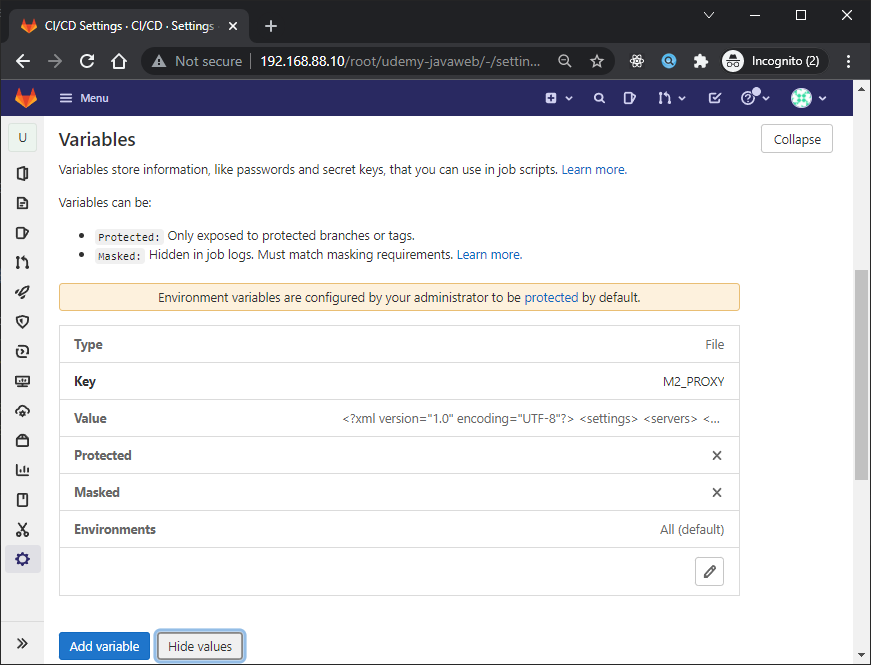 CI/CD Settings · CI/CD · Settings
Not secure
192.168.88.10/root/udemy-javaweb/-/settin...
Incognito (2)
Menu
U
Variables
Collapse
Variables store information, like passwords and secret keys, that you can use in job scripts. Learn more.
Variables can be:
Protected: Only exposed to protected branches or tags.
Masked: Hidden in job logs. Must match masking requirements. Learn more.
Environment variables are configured by your administrator to be protected by default.
Type File
Key M2_PROXY
Value <?xml version="1.0" encoding="UTF-8"?> <settings> <servers> <...
Protected
Masked
Environments All (default)
Add variable Hide values